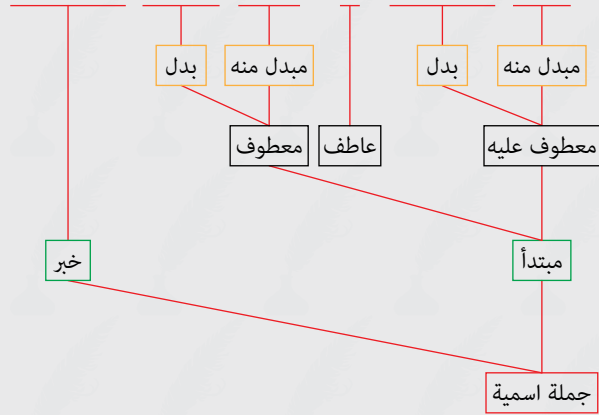 مبدل منه بدل مبدل منه بدل
معطوف عليه عاطف معطوف
مبتدأ خبر
جملة اسمية